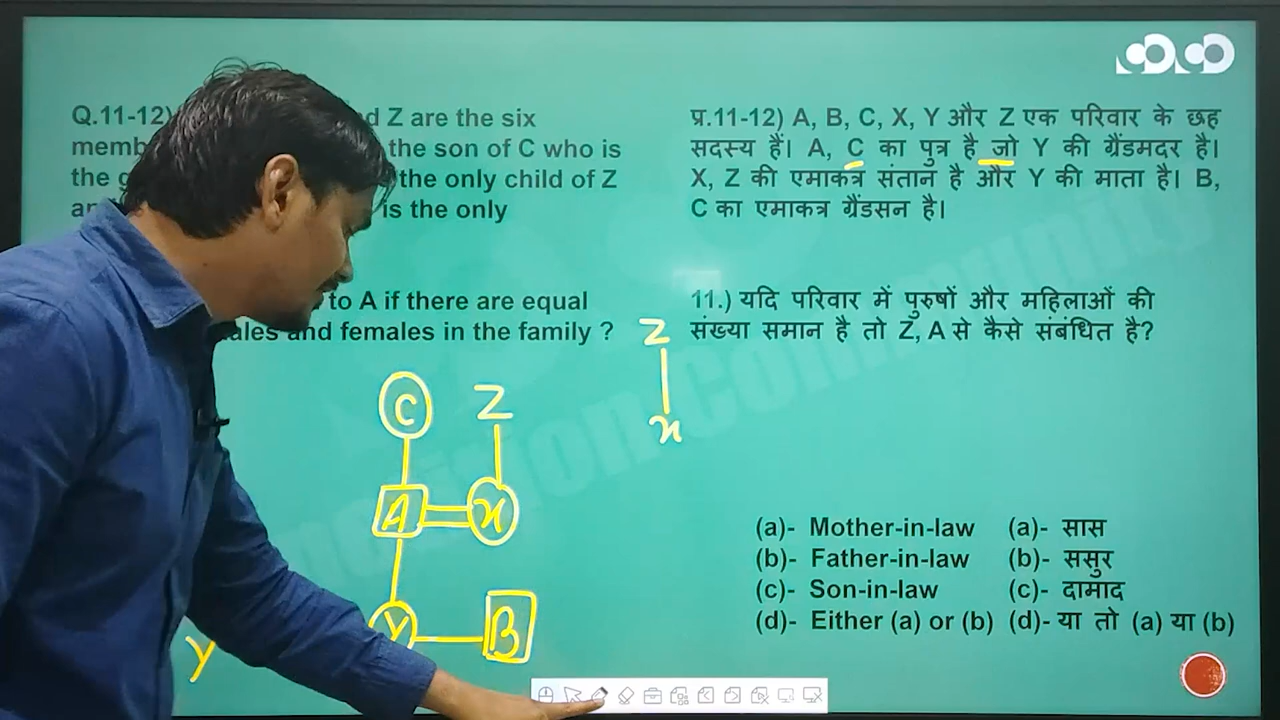 Q.11-12) d Z are the six
memb the son of C who is
the g the only child of Z
an is the only
to A if there are equal
ales and females in the family ?
प्र.11-12) A, B, C, X, Y और Z एक परिवार के छह
सदस्य हैं। A, C का पुत्र है जो Y की ग्रैंडमदर है।
X, Z की एमाकत्र संतान है और Y की माता है। B,
C का एमाकत्र ग्रैंडसन है।
11.) यदि परिवार में पुरुषों और महिलाओं की
संख्या समान है तो Z, A से कैसे संबंधित है?
Z
x
C Z
A x
Y B
Y
(a)- Mother-in-law (a)- सास
(b)- Father-in-law (b)- ससुर
(c)- Son-in-law (c)- दामाद
(d)- Either (a) or (b) (d)- या तो (a) या (b)